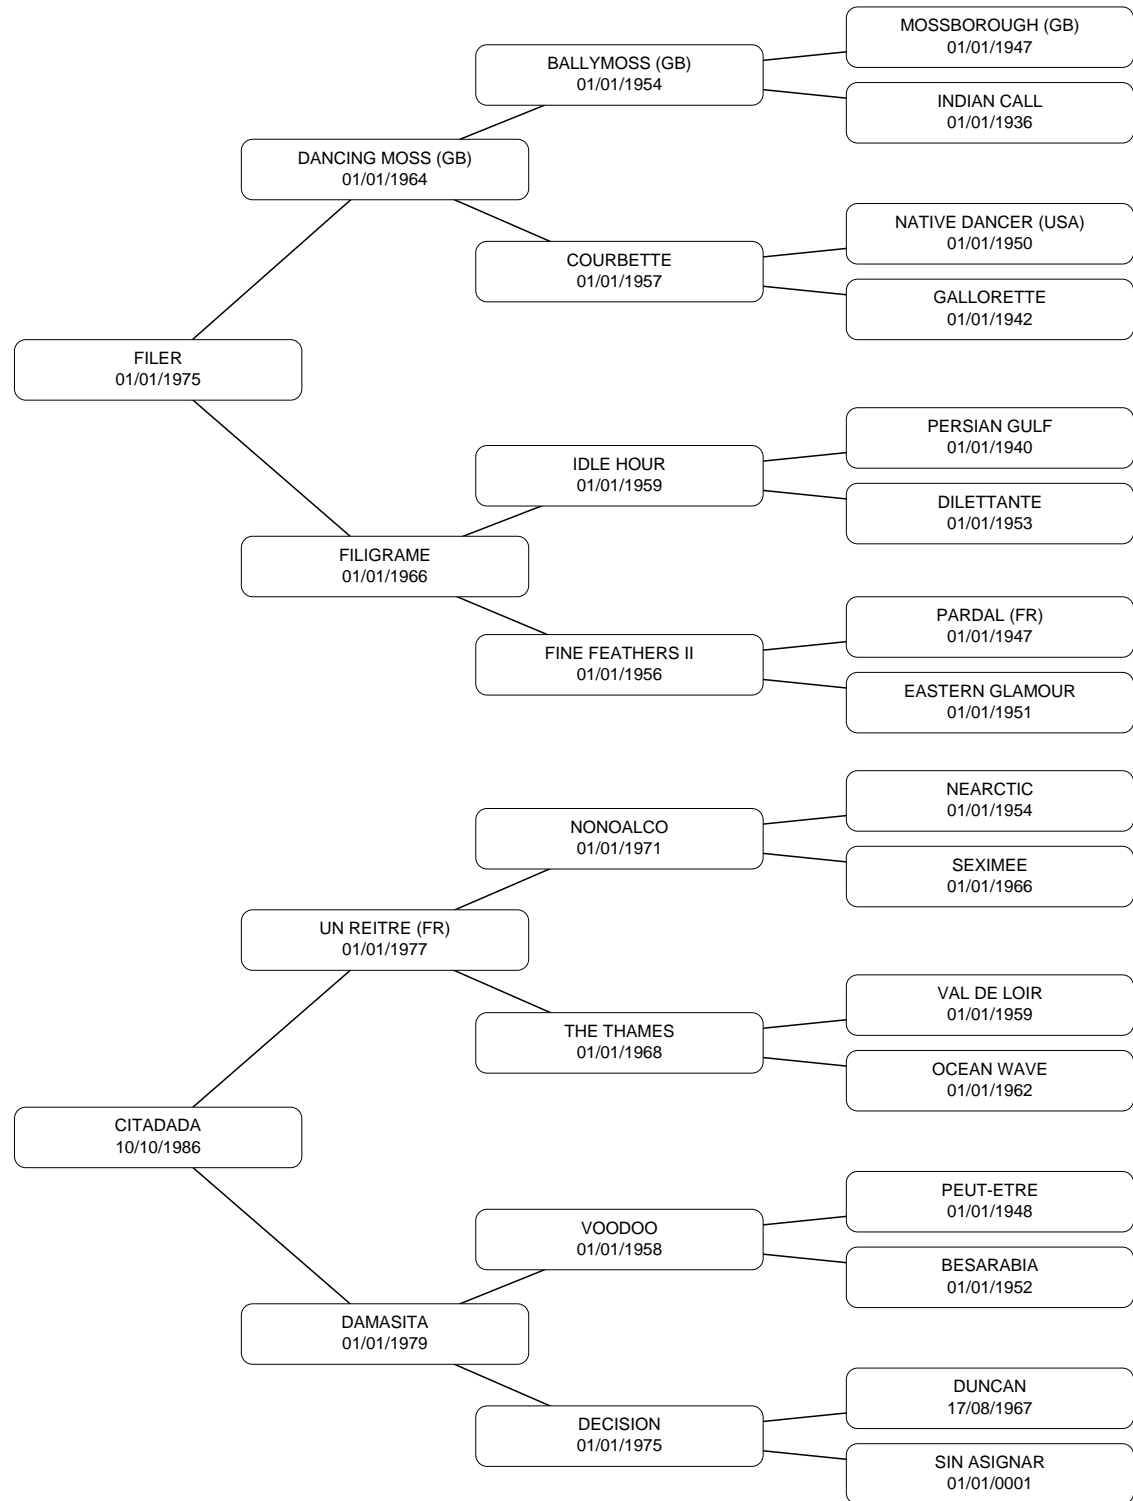 MOSSBOROUGH (GB)
01/01/1947
BALLYMOSS (GB)
01/01/1954
INDIAN CALL
01/01/1936
DANCING MOSS (GB)
01/01/1964
NATIVE DANCER (USA)
01/01/1950
COURBETTE
01/01/1957
GALLORETTE
01/01/1942
FILER
01/01/1975
PERSIAN GULF
01/01/1940
IDLE HOUR
01/01/1959
DILETTANTE
01/01/1953
FILIGRAME
01/01/1966
PARDAL (FR)
01/01/1947
FINE FEATHERS II
01/01/1956
EASTERN GLAMOUR
01/01/1951
NEARCTIC
01/01/1954
NONOALCO
01/01/1971
SEXIMEE
01/01/1966
UN REITRE (FR)
01/01/1977
VAL DE LOIR
01/01/1959
THE THAMES
01/01/1968
OCEAN WAVE
01/01/1962
CITADADA
10/10/1986
PEUT-ETRE
01/01/1948
VOODOO
01/01/1958
BESARABIA
01/01/1952
DAMASITA
01/01/1979
DUNCAN
17/08/1967
DECISION
01/01/1975
SIN ASIGNAR
01/01/0001